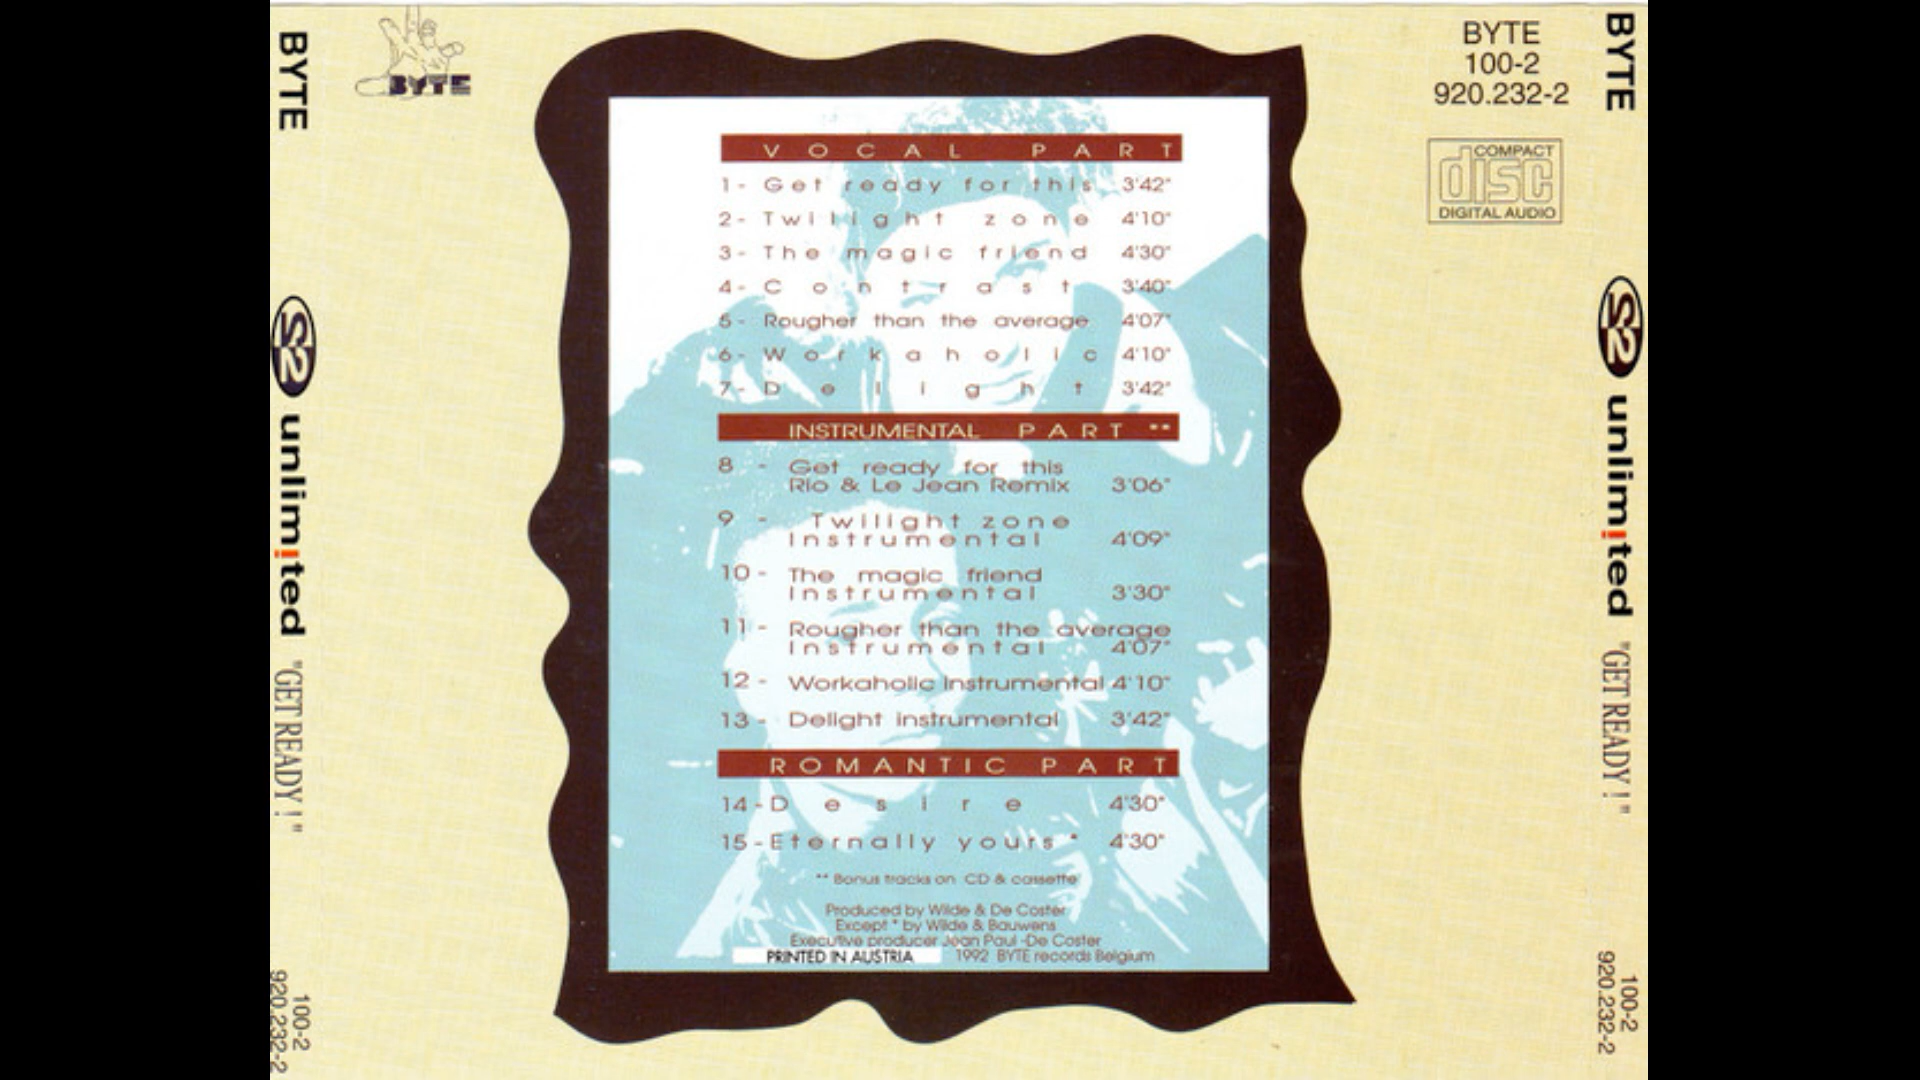 BYTE
2 unlimited
"GET READY !"
100-2
920.232-2
BYTE
BYTE
100-2
920.232-2
COMPACT
disc
DIGITAL AUDIO
VOCAL PART
1- Get ready for this 3'42"
2- Twilight zone 4'10"
3- The magic friend 4'30"
4- Contrast 3'40"
5- Rougher than the average 4'07"
6- Workaholic 4'10"
7- Delight 3'42"
INSTRUMENTAL PART **
8 - Get ready for this
Rio & Le Jean Remix 3'06"
9 - Twilight zone
Instrumental 4'09"
10 - The magic friend
Instrumental 3'30"
11 - Rougher than the average
Instrumental 4'07"
12 - Workaholic instrumental 4'10"
13 - Delight instrumental 3'42"
ROMANTIC PART
14 - Desire 4'30"
15 - Eternally yours * 4'30"
** Bonus tracks on CD & cassette
Produced by Wilde & De Coster
Except * by Wilde & Bauwens
Executive producer Jean Paul -De Coster
PRINTED IN AUSTRIA 1992 BYTE records Belgium
BYTE
2 unlimited
"GET READY !"
100-2
920.232-2